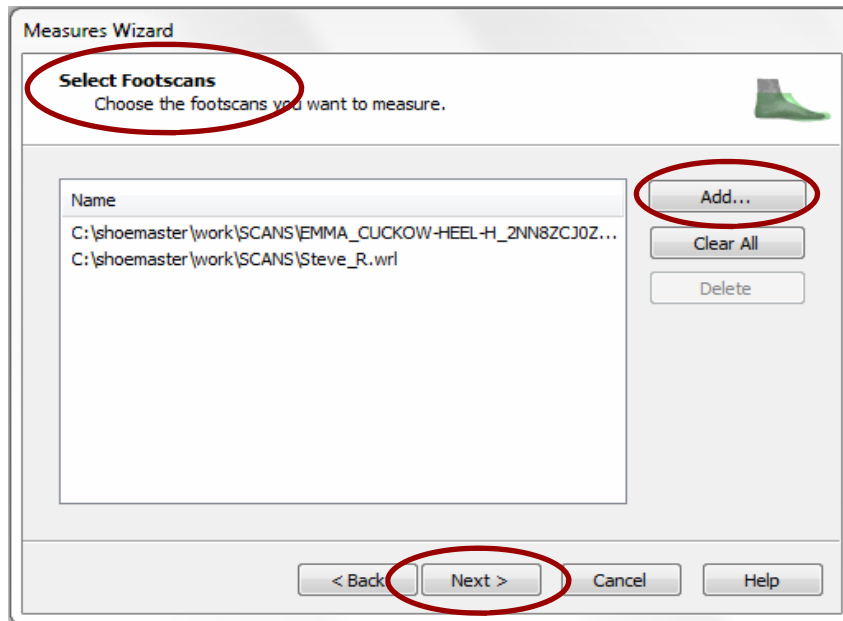 Measures Wizard
Select Footscans
Choose the footscans you want to measure.
Name
C:\shoemaster\work\SCANS\EMMA_CUCKOW-HEEL-H_2NN8ZCJ0Z...
C:\shoemaster\work\SCANS\Steve_R.wrl
Add...
Clear All
Delete
< Back
Next >
Cancel
Help